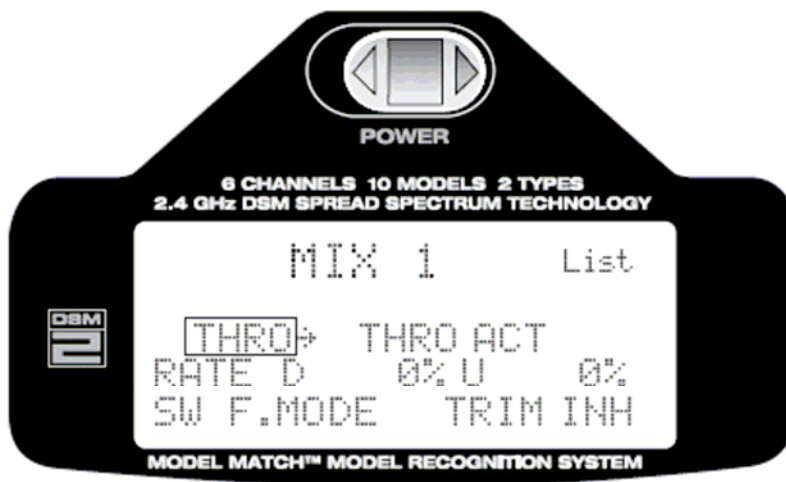 POWER
6 CHANNELS 10 MODELS 2 TYPES
2.4 GHz DSM SPREAD SPECTRUM TECHNOLOGY
MIX 1 List
DSM
2
THRO→ THRO ACT
RATE D 0% U 0%
SW F.MODE TRIM INH
MODEL MATCH™ MODEL RECOGNITION SYSTEM